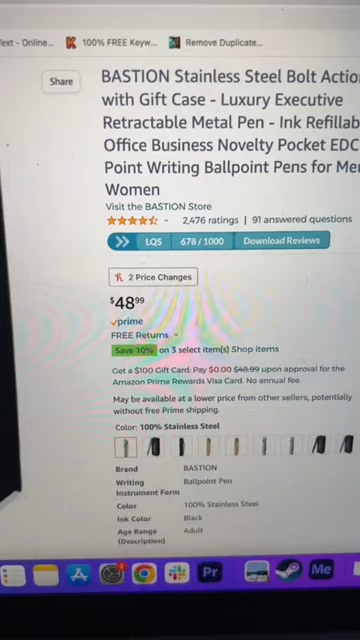 ext - Online...
100% FREE Keyw...
Remove Duplicate...
Share
BASTION Stainless Steel Bolt Actio
with Gift Case - Luxury Executive
Retractable Metal Pen - Ink Refillab
Office Business Novelty Pocket EDC
Point Writing Ballpoint Pens for Me
Women
Visit the BASTION Store
2,476 ratings | 91 answered questions
LQS 678 / 1000 Download Reviews
2 Price Changes
$48.99
prime
FREE Returns
Save 10% on 3 select item(s) Shop items
Get a $100 Gift Card: Pay $0.00 $48.99 upon approval for the
Amazon Prime Rewards Visa Card. No annual fee.
May be available at a lower price from other sellers, potentially
without free Prime shipping.
Color: 100% Stainless Steel
Brand BASTION
Writing Ballpoint Pen
Instrument Form
Color 100% Stainless Steel
Ink Color Black
Age Range Adult
(Description)
Pr
Me